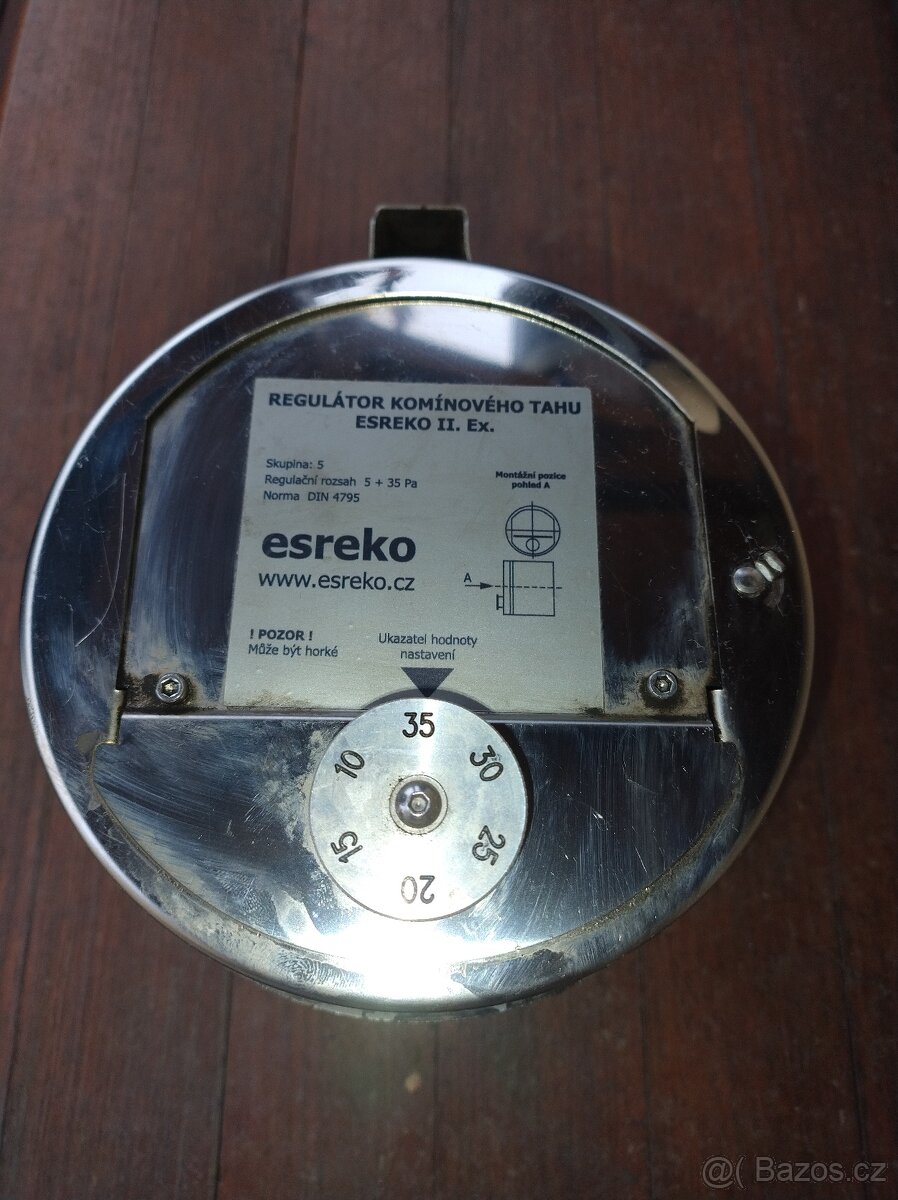 REGULÁTOR KOMÍNOVÉHO TAHU
ESREKO II. Ex.
Skupina: 5
Regulační rozsah 5 + 35 Pa
Norma DIN 4795
Montážní pozice
pohled A
esreko
www.esreko.cz
A
! POZOR !
Může být horké
Ukazatel hodnoty
nastavení
35
30
25
20
15
10
@( Bazos.cz